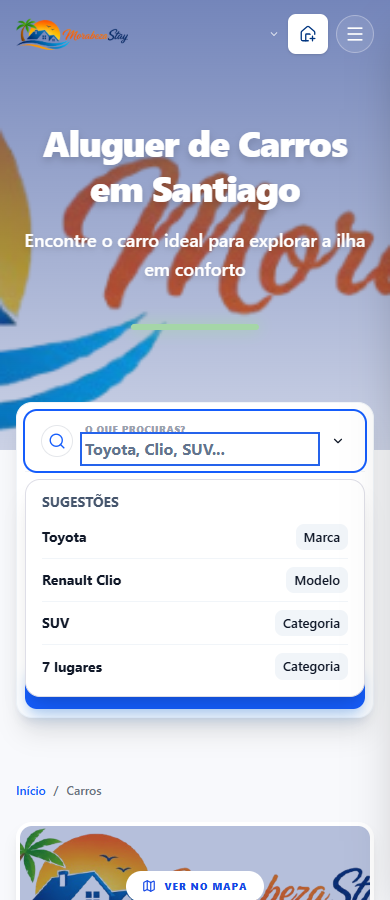 MorabezaStay
Aluguer de Carros
em Santiago
Encontre o carro ideal para explorar a ilha
em conforto
O QUE PROCURAS?
Toyota, Clio, SUV...
SUGESTÕES
Toyota
Marca
Renault Clio
Modelo
SUV
Categoria
7 lugares
Categoria
Início / Carros
VER NO MAPA